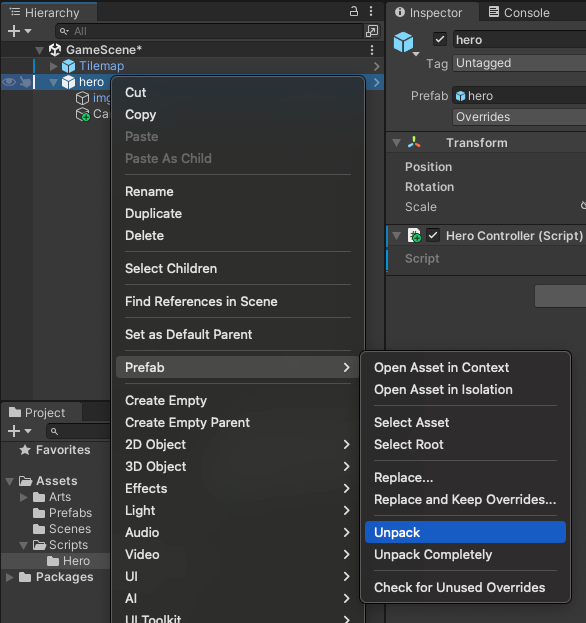 Hierarchy
All
GameScene*
Tilemap
hero
img
Ca
Cut
Copy
Paste
Paste As Child
Rename
Duplicate
Delete
Select Children
Find References in Scene
Set as Default Parent
Prefab
Create Empty
Create Empty Parent
2D Object
3D Object
Effects
Light
Audio
Video
UI
AI
UI Toolkit
Open Asset in Context
Open Asset in Isolation
Select Asset
Select Root
Replace...
Replace and Keep Overrides...
Unpack
Unpack Completely
Check for Unused Overrides
Inspector
Console
hero
Tag Untagged
Prefab hero
Overrides
Transform
Position
Rotation
Scale
Hero Controller (Script)
Script
Project
Favorites
Assets
Arts
Prefabs
Scenes
Scripts
Hero
Packages